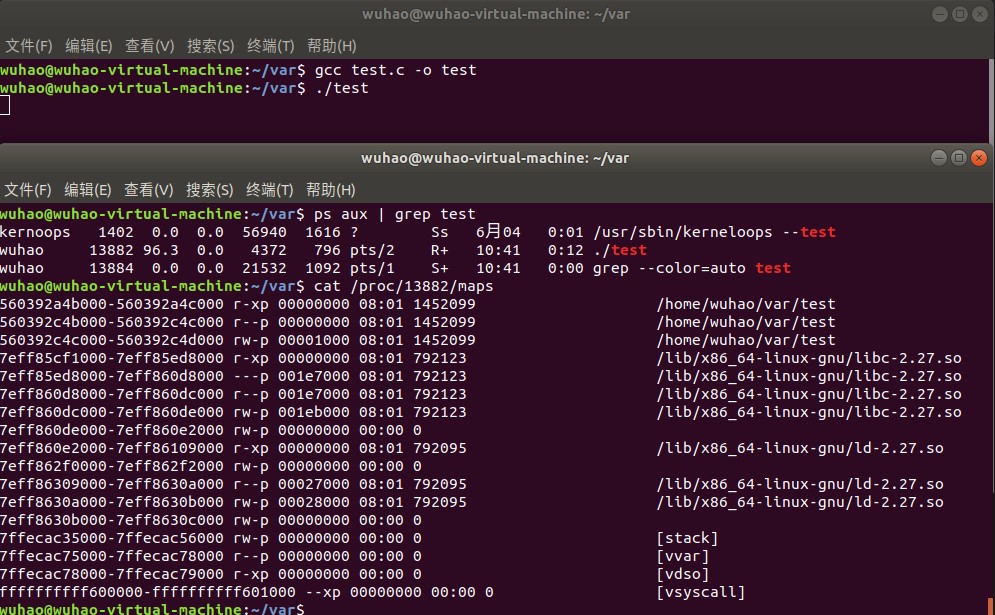 wuhao@wuhao-virtual-machine: ~/var
文件(F) 编辑(E) 查看(V) 搜索(S) 终端(T) 帮助(H)
wuhao@wuhao-virtual-machine:~/var$ gcc test.c -o test
wuhao@wuhao-virtual-machine:~/var$ ./test
wuhao@wuhao-virtual-machine: ~/var
文件(F) 编辑(E) 查看(V) 搜索(S) 终端(T) 帮助(H)
wuhao@wuhao-virtual-machine:~/var$ ps aux | grep test
kernoops   1402  0.0  0.0  56940  1616 ?        Ss   6月04   0:01 /usr/sbin/kerneloops --test
wuhao     13882 96.3  0.0   4372   796 pts/2    R+   10:41   0:12 ./test
wuhao     13884  0.0  0.0  21532  1092 pts/1    S+   10:41   0:00 grep --color=auto test
wuhao@wuhao-virtual-machine:~/var$ cat /proc/13882/maps
560392a4b000-560392a4c000 r-xp 00000000 08:01 1452099                    /home/wuhao/var/test
560392c4b000-560392c4c000 r--p 00000000 08:01 1452099                    /home/wuhao/var/test
560392c4c000-560392c4d000 rw-p 00001000 08:01 1452099                    /home/wuhao/var/test
7eff85cf1000-7eff85ed8000 r-xp 00000000 08:01 792123                     /lib/x86_64-linux-gnu/libc-2.27.so
7eff85ed8000-7eff860d8000 ---p 001e7000 08:01 792123                     /lib/x86_64-linux-gnu/libc-2.27.so
7eff860d8000-7eff860dc000 r--p 001e7000 08:01 792123                     /lib/x86_64-linux-gnu/libc-2.27.so
7eff860dc000-7eff860de000 rw-p 001eb000 08:01 792123                     /lib/x86_64-linux-gnu/libc-2.27.so
7eff860de000-7eff860e2000 rw-p 00000000 00:00 0
7eff860e2000-7eff86109000 r-xp 00000000 08:01 792095                     /lib/x86_64-linux-gnu/ld-2.27.so
7eff862f0000-7eff862f2000 rw-p 00000000 00:00 0
7eff86309000-7eff8630a000 r--p 00027000 08:01 792095                     /lib/x86_64-linux-gnu/ld-2.27.so
7eff8630a000-7eff8630b000 rw-p 00028000 08:01 792095                     /lib/x86_64-linux-gnu/ld-2.27.so
7eff8630b000-7eff8630c000 rw-p 00000000 00:00 0
7ffecac35000-7ffecac56000 rw-p 00000000 00:00 0                          [stack]
7ffecac75000-7ffecac78000 r--p 00000000 00:00 0                          [vvar]
7ffecac78000-7ffecac79000 r-xp 00000000 00:00 0                          [vdso]
ffffffffff600000-ffffffffff601000 --xp 00000000 00:00 0                  [vsyscall]
wuhao@wuhao-virtual-machine:~/var$